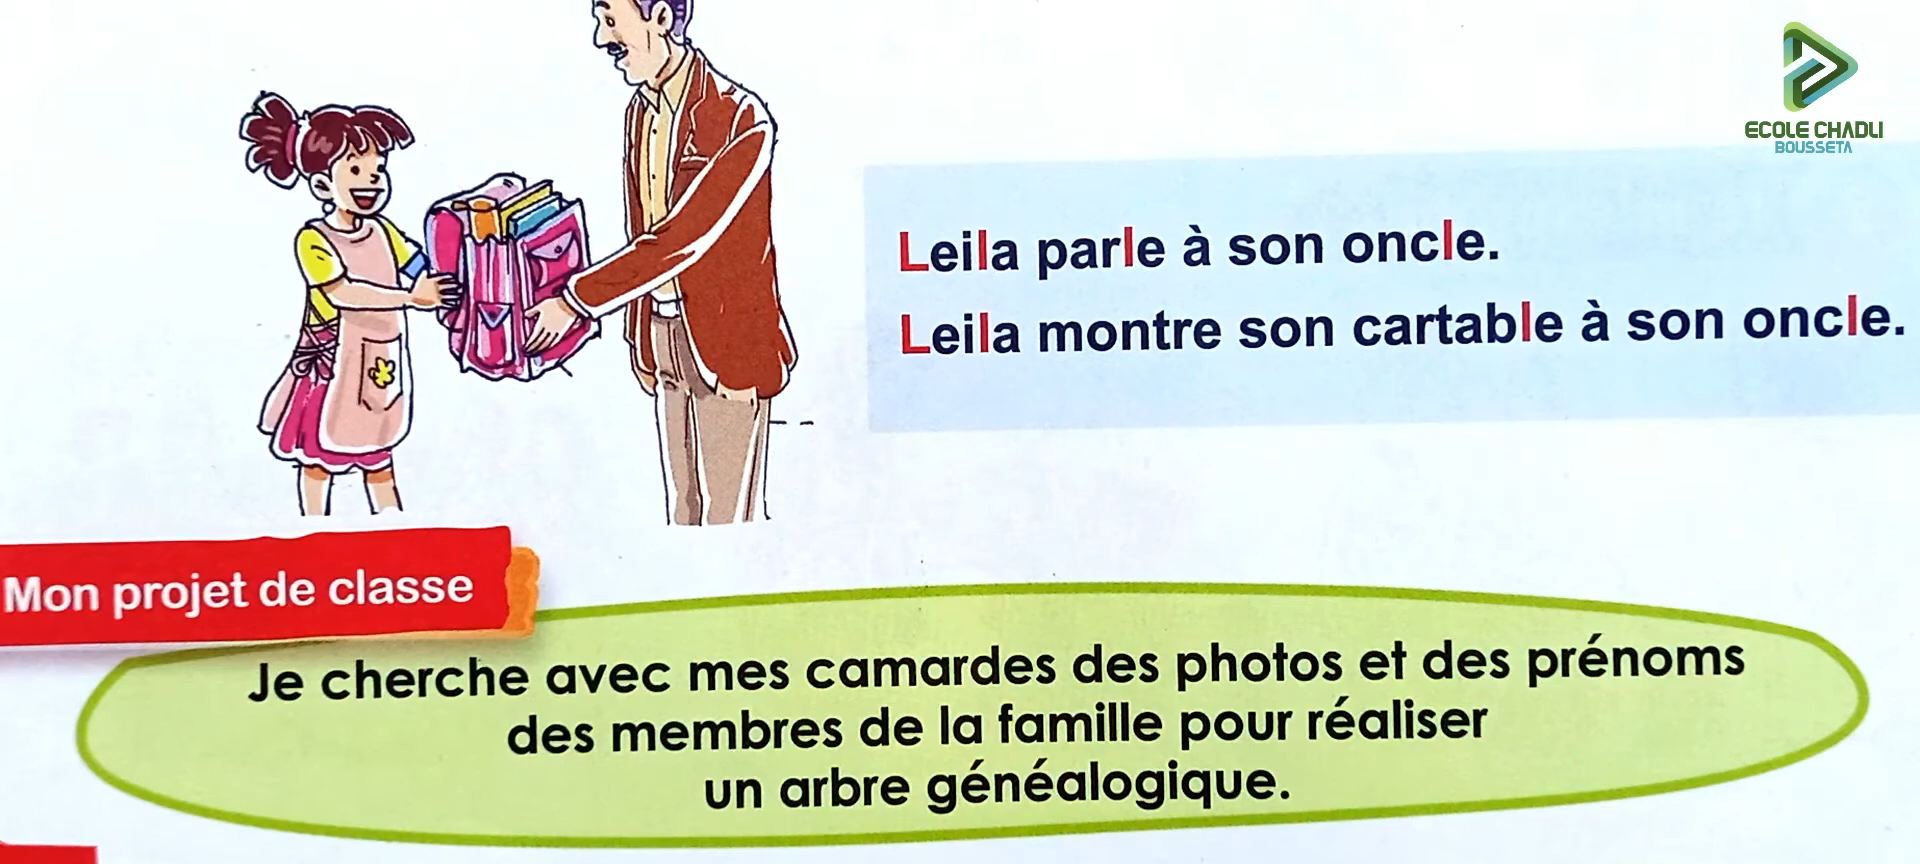 ECOLE CHADLI
BOUSSETA
Leila parle à son oncle.
Leila montre son cartable à son oncle.
Mon projet de classe
Je cherche avec mes camardes des photos et des prénoms
des membres de la famille pour réaliser
un arbre généalogique.